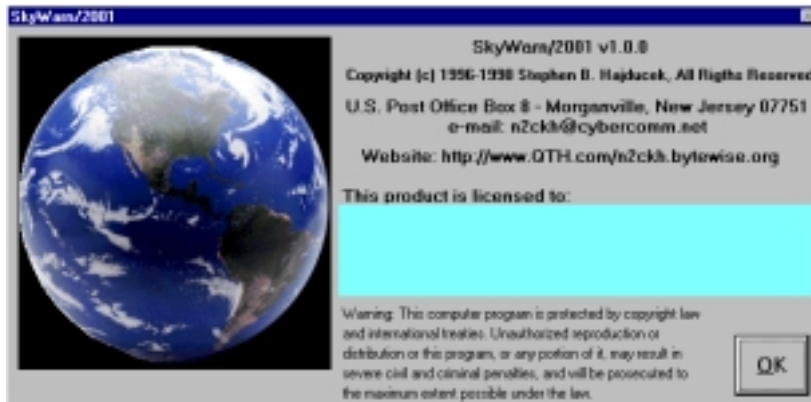 SkyWarn/2001
SkyWarn/2001 v1.0.0
Copyright (c) 1996-1998 Stephen B. Hajducek, All Rigths Reserved
U.S. Post Office Box 8 - Morganville, New Jersey 07751
e-mail: n2ckh@cybercomm.net
Website: http://www.QTH.com/n2ckh.bytewise.org
This product is licensed to:
Warning: This computer program is protected by copyright law
and international treaties. Unauthorized reproduction or
distribution or this program, or any portion of it, may result in
severe civil and criminal penalties, and will be prosecuted to
the maximum extent possible under the law.
OK